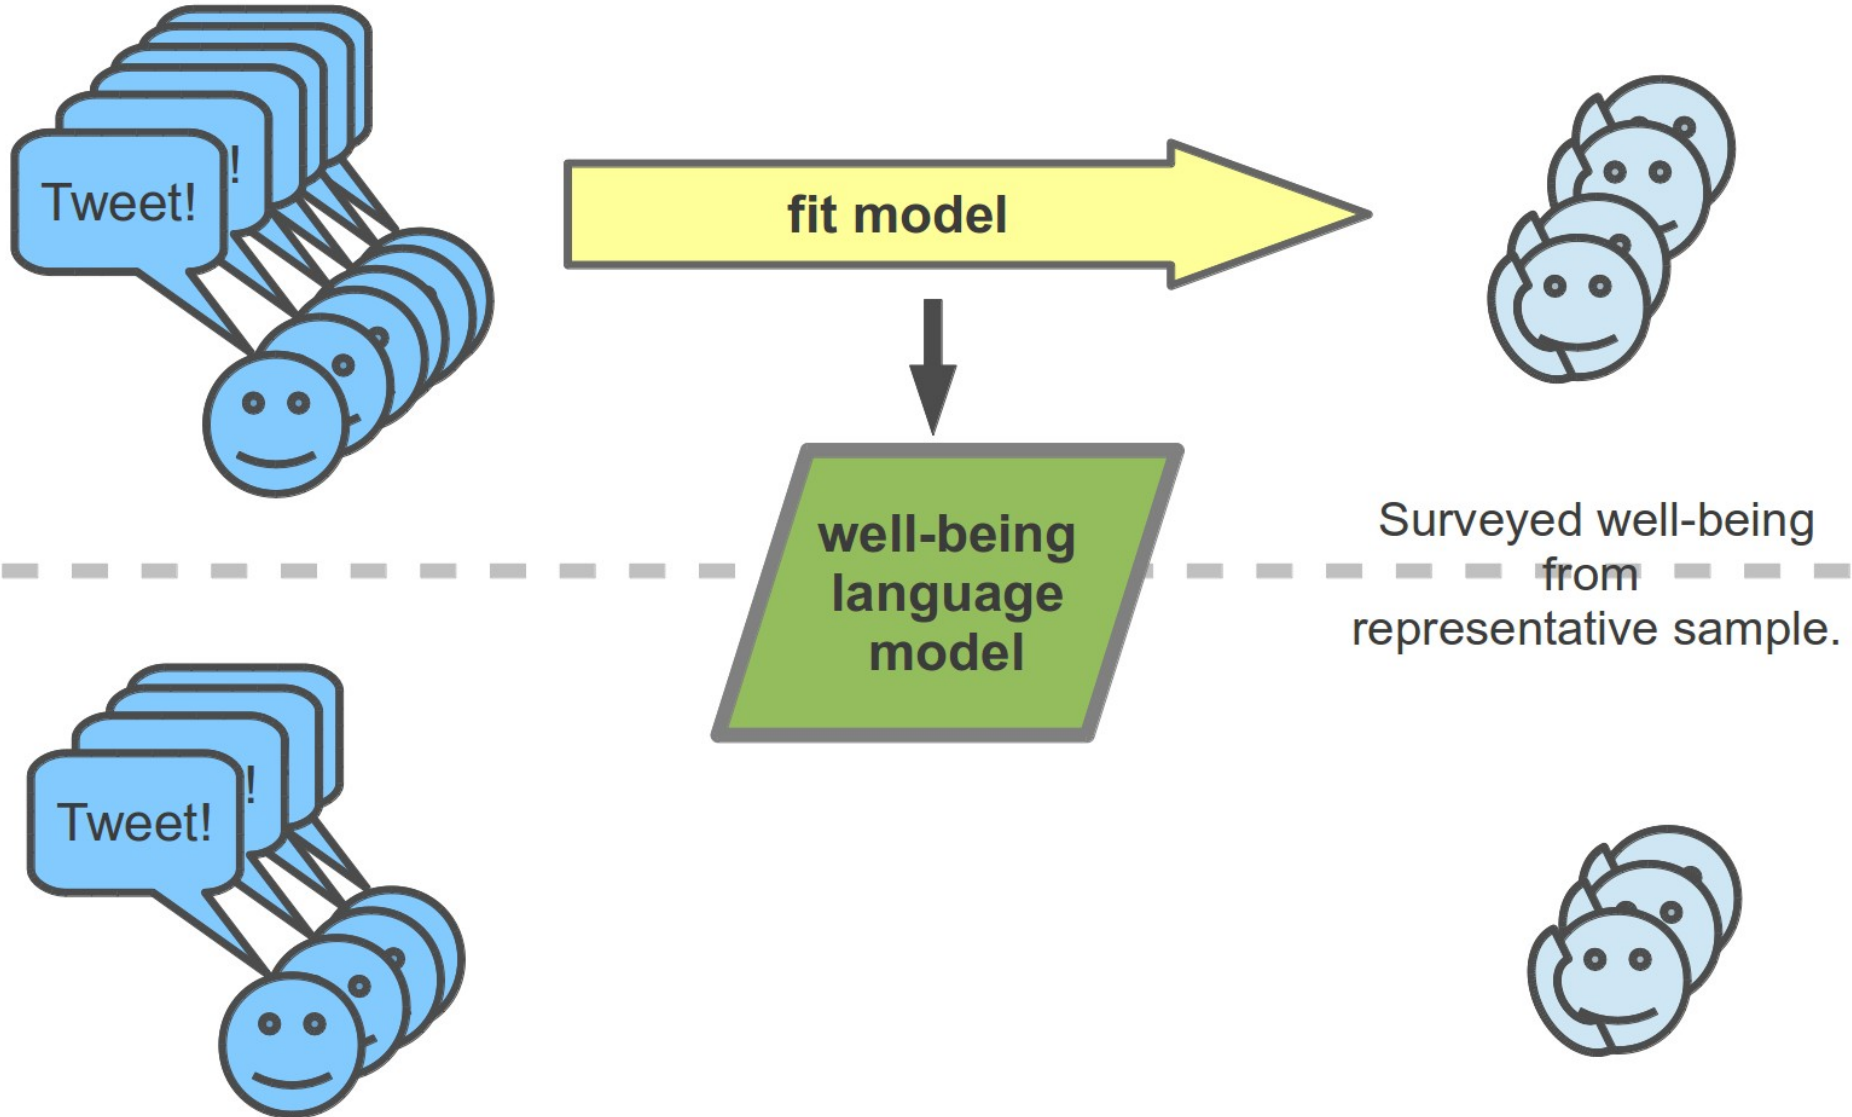 Tweet!
!
fit model
well-being
language
model
Surveyed well-being
from
representative sample.
Tweet!
!